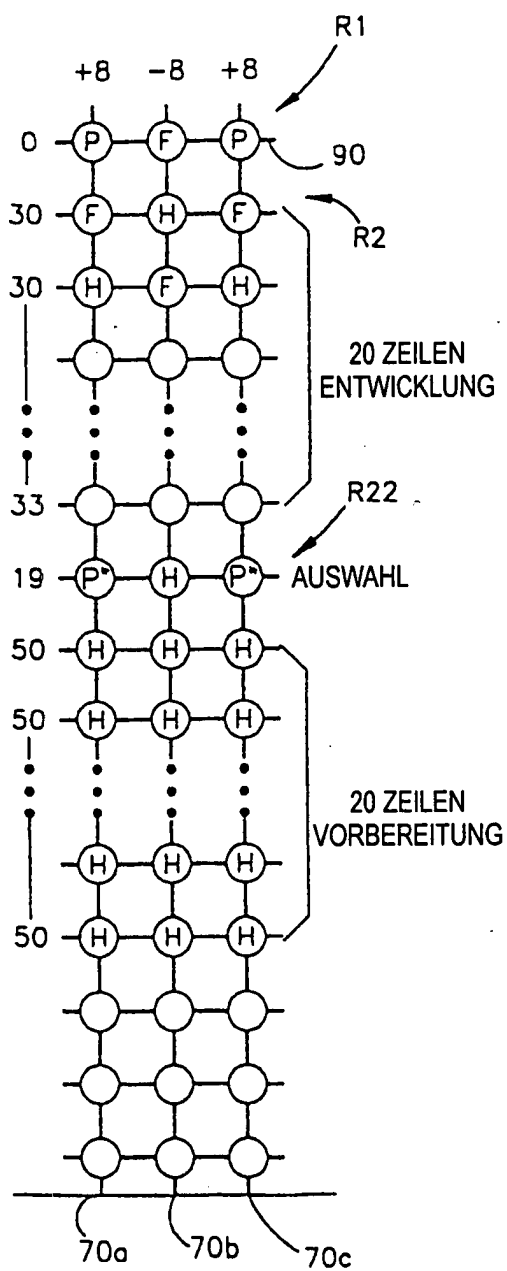 R1
+8 -8 +8
0 P F P 90
30 F H F R2
30 H F H
20 ZEILEN
ENTWICKLUNG
33 R22
19 P* H P* AUSWAHL
50 H H H
50 H H H
20 ZEILEN
VORBEREITUNG
H H H
50 H H H
70a 70b 70c